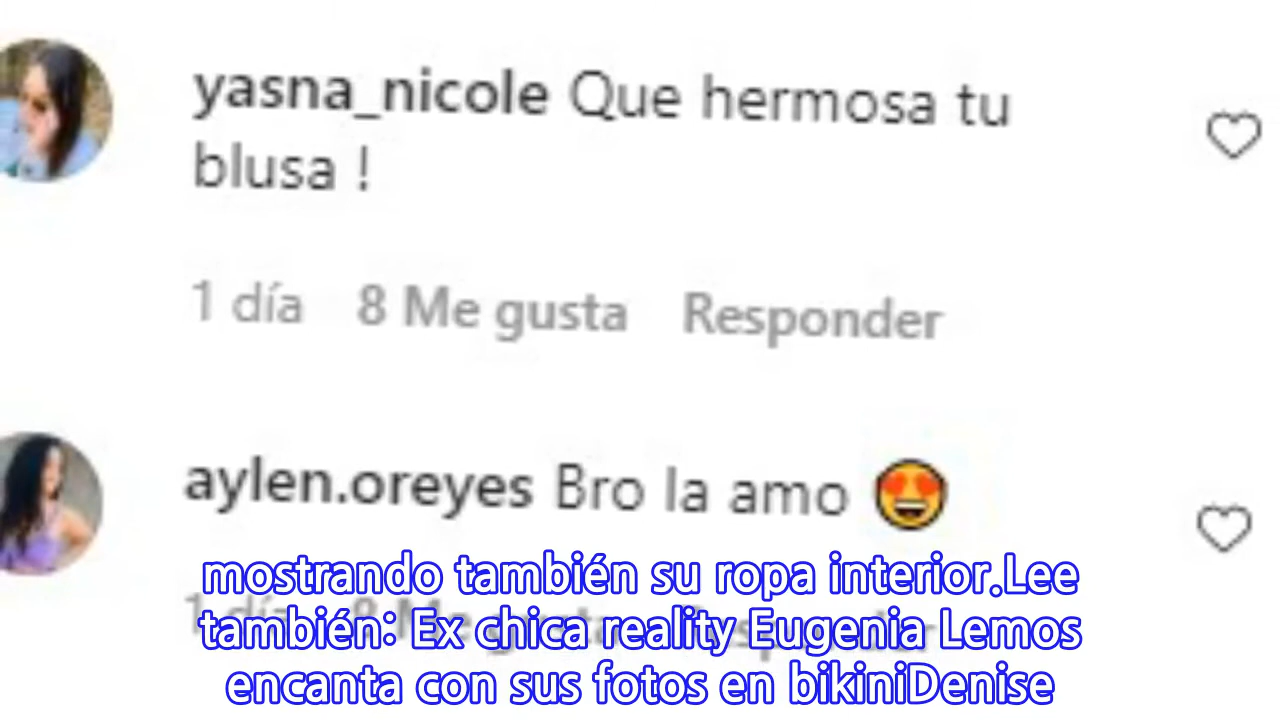 yasna_nicole Que hermosa tu
blusa !
1 día 8 Me gusta Responder
aylen.oreyes Bro la amo
mostrando también su ropa interior.Lee
también: Ex chica reality Eugenia Lemos
encanta con sus fotos en bikiniDenise